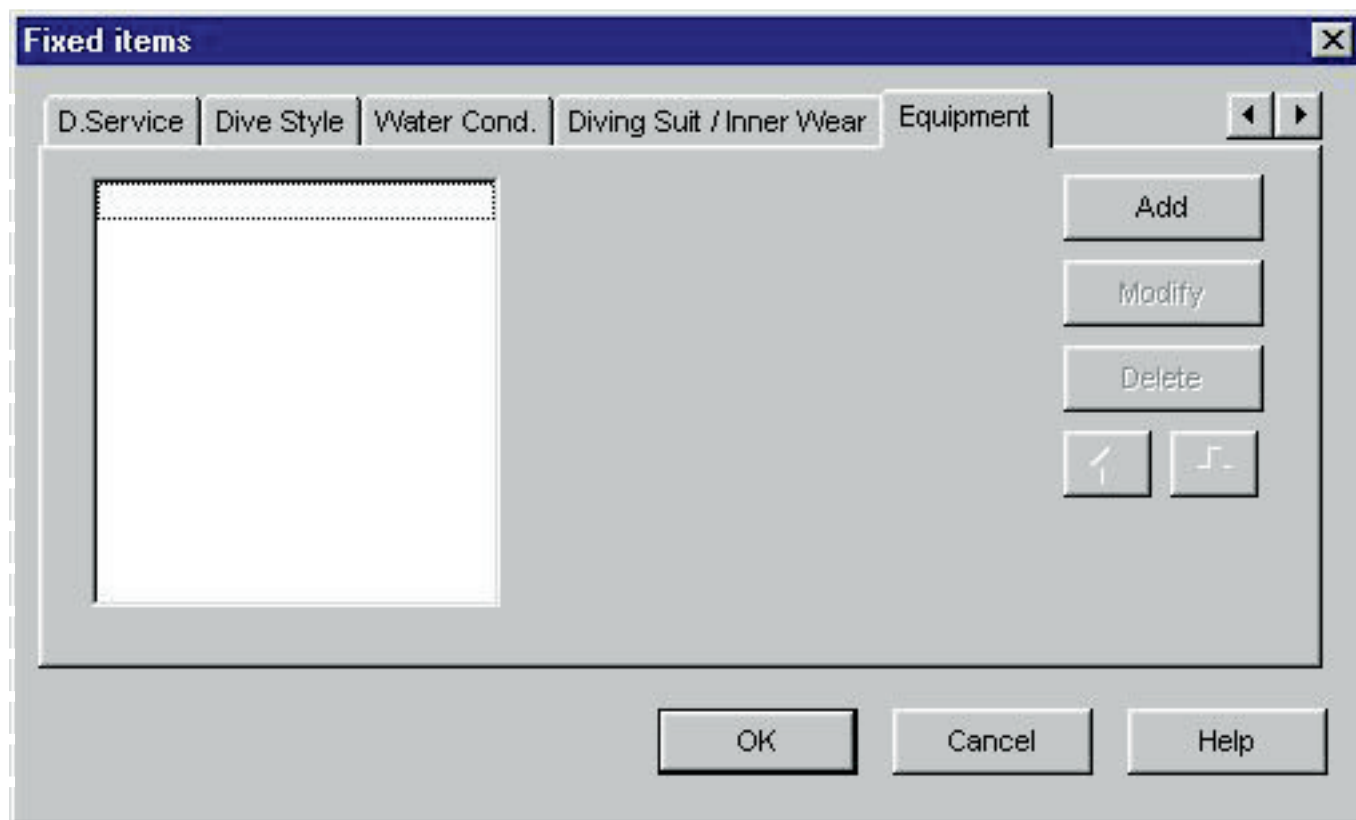 Fixed items
D.Service Dive Style Water Cond. Diving Suit / Inner Wear Equipment
Add
Modify
Delete
OK Cancel Help